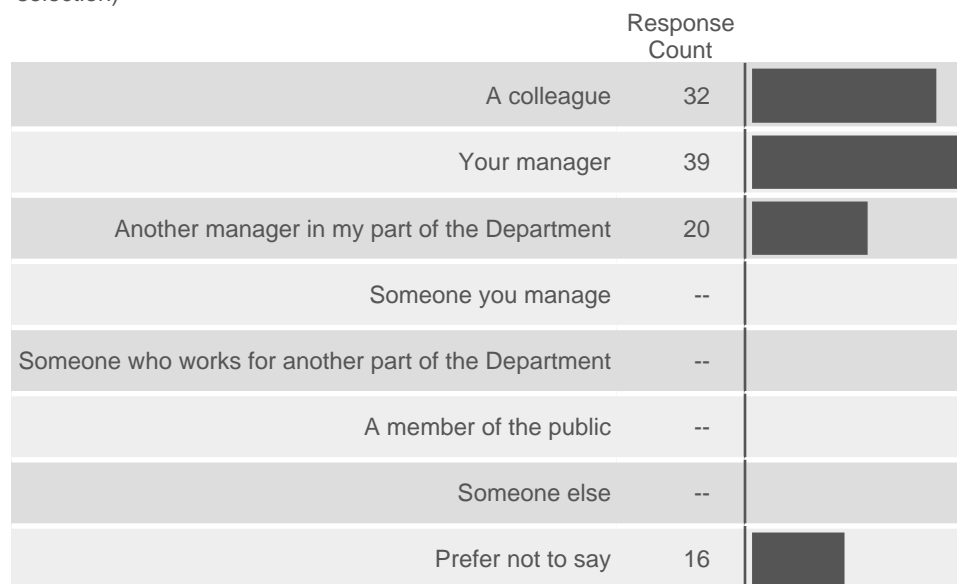 selection)
Response
Count
A colleague 32
Your manager 39
Another manager in my part of the Department 20
Someone you manage --
Someone who works for another part of the Department --
A member of the public --
Someone else --
Prefer not to say 16